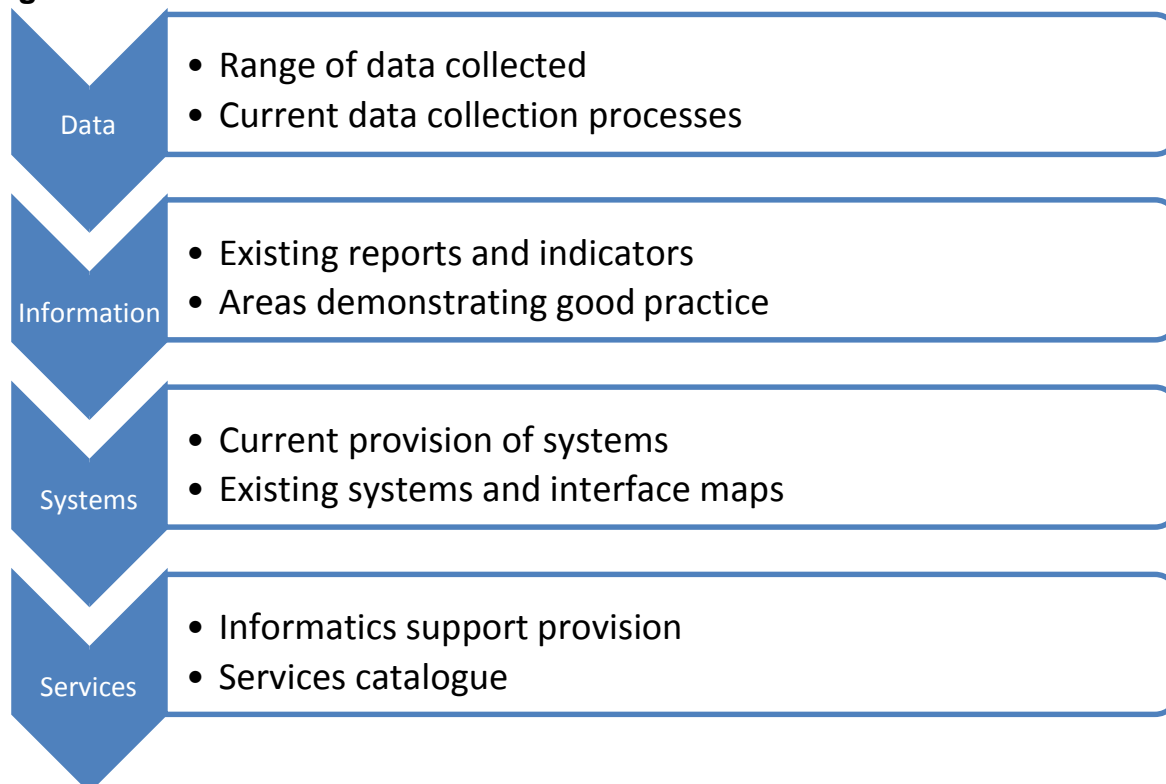 g
Data
• Range of data collected
• Current data collection processes
Information
• Existing reports and indicators
• Areas demonstrating good practice
Systems
• Current provision of systems
• Existing systems and interface maps
Services
• Informatics support provision
• Services catalogue